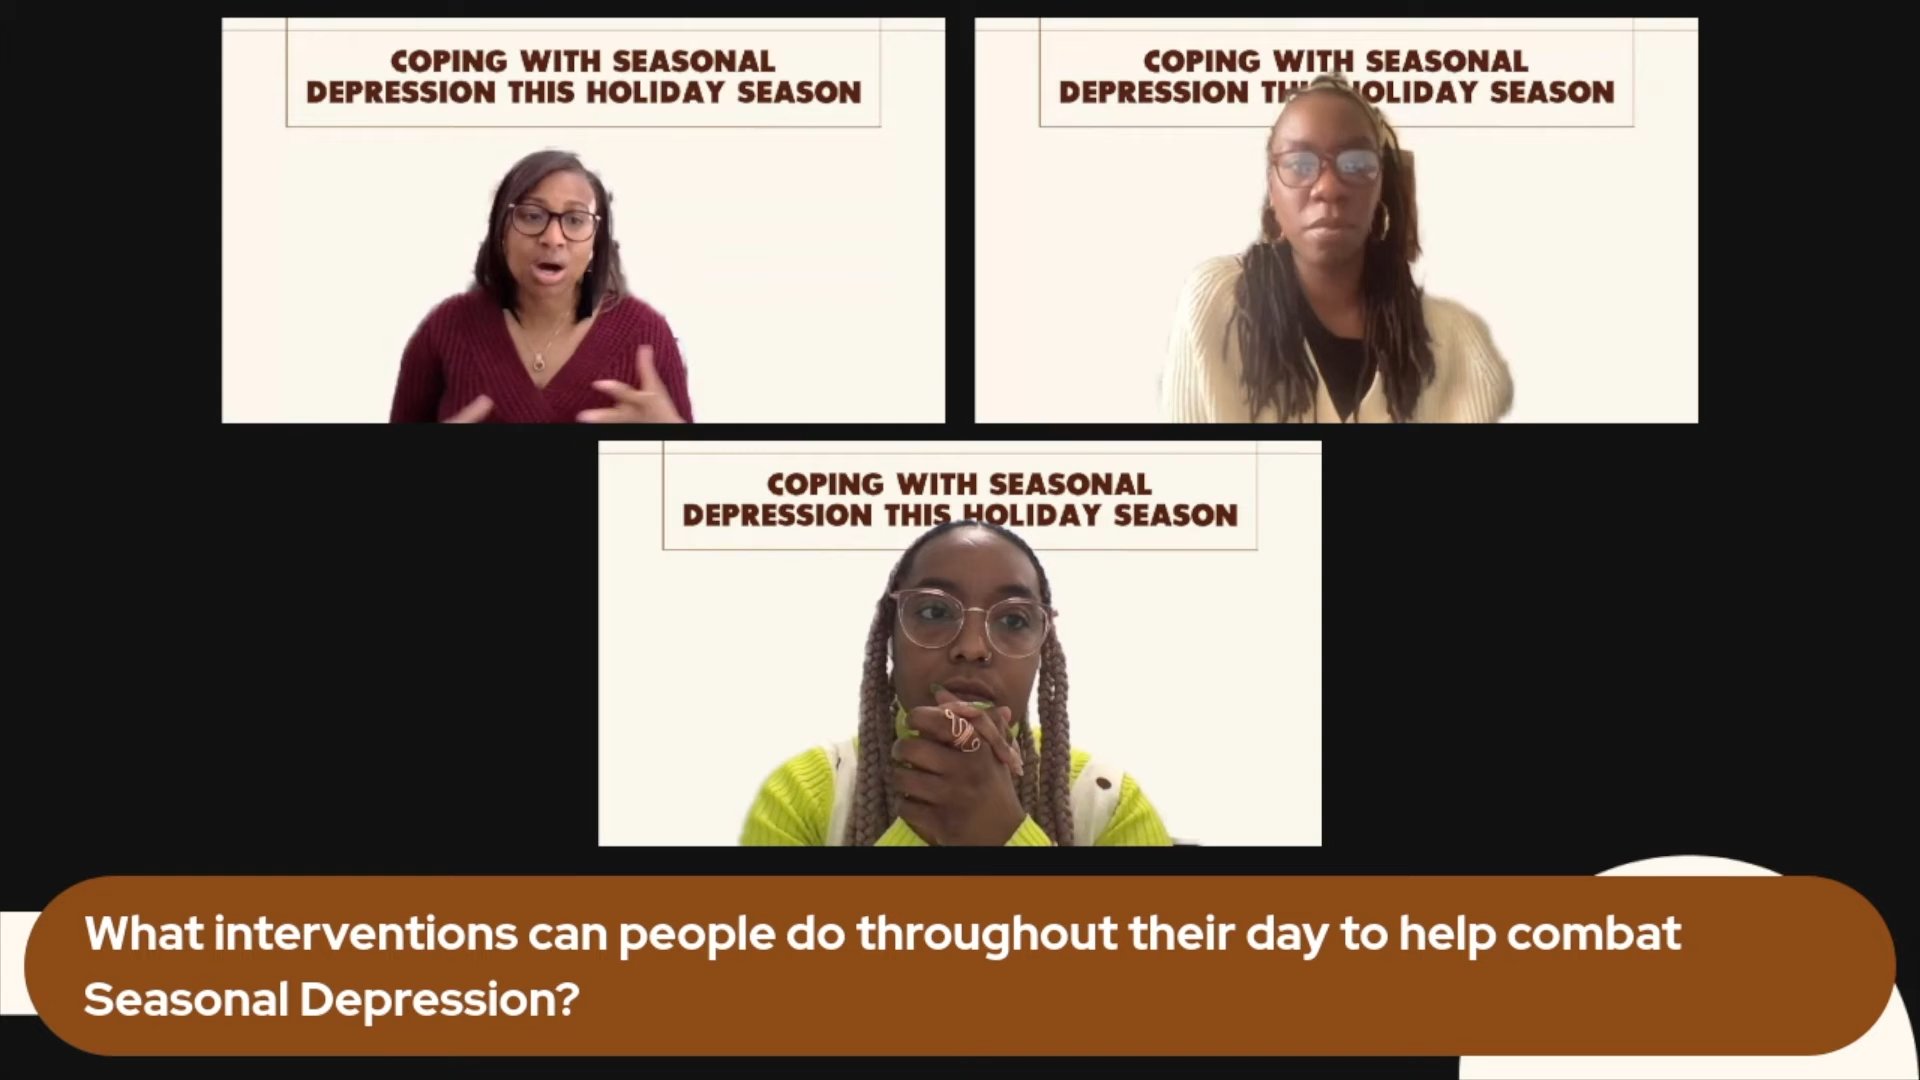 COPING WITH SEASONAL
DEPRESSION THIS HOLIDAY SEASON
COPING WITH SEASONAL
DEPRESSION HOLIDAY SEASON
COPING WITH SEASONAL
DEPRESSION THIS HOLIDAY SEASON
What interventions can people do throughout their day to help combat
Seasonal Depression?